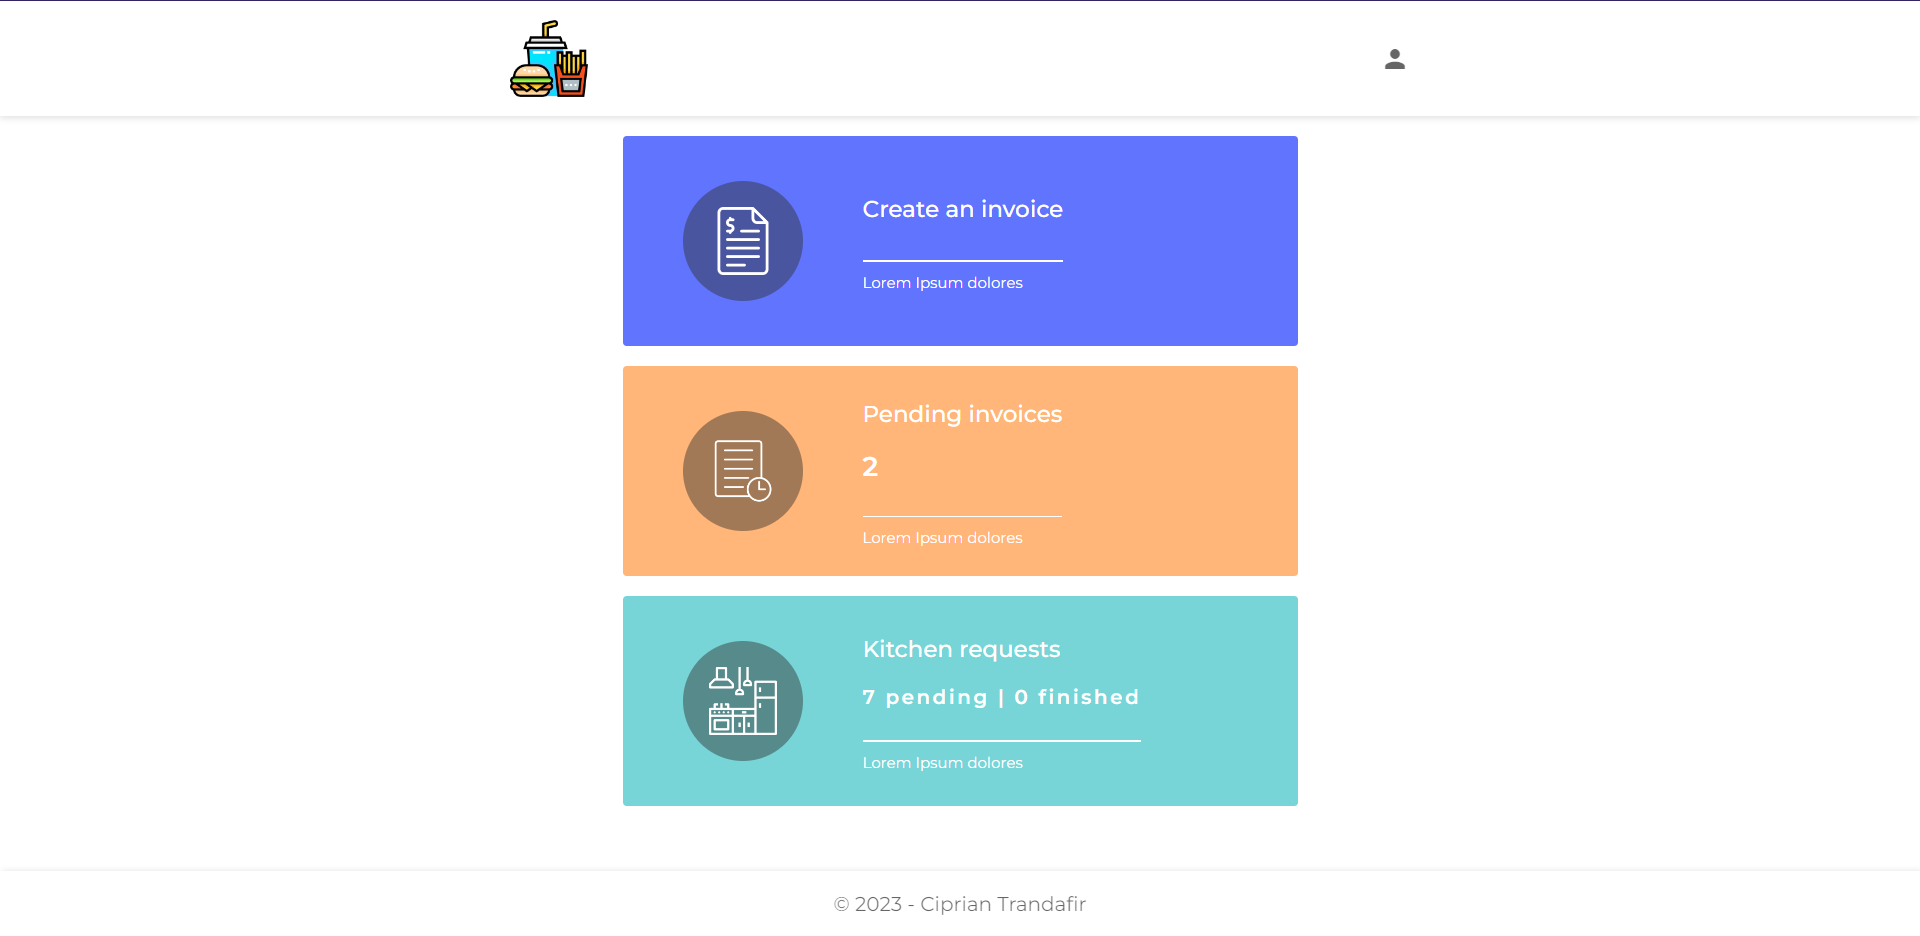 Create an invoice
Lorem Ipsum dolores
Pending invoices
2
Lorem Ipsum dolores
Kitchen requests
7 pending | 0 finished
Lorem Ipsum dolores
© 2023 - Ciprian Trandafir